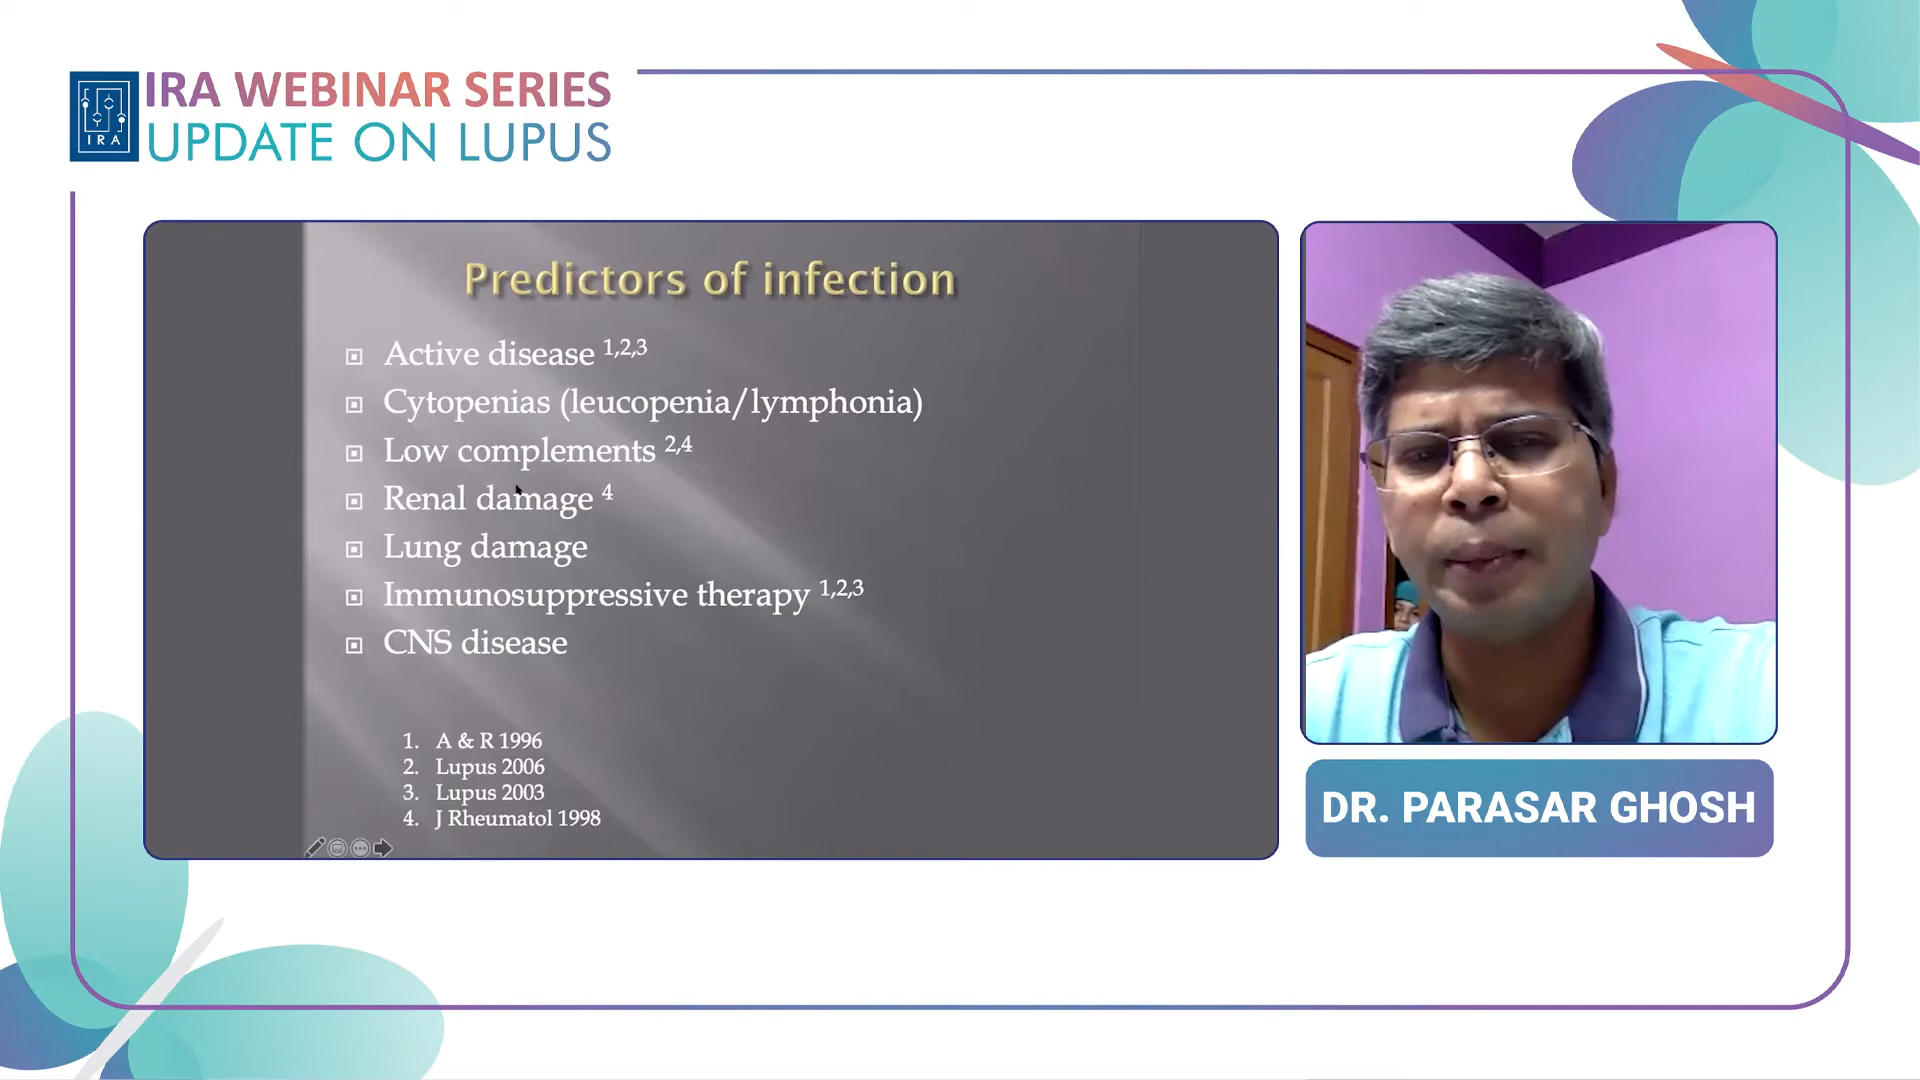 IRA
IRA WEBINAR SERIES
UPDATE ON LUPUS
Predictors of infection
Active disease 1,2,3
Cytopenias (leucopenia/lymphonia)
Low complements 2,4
Renal damage 4
Lung damage
Immunosuppressive therapy 1,2,3
CNS disease
1. A & R 1996
2. Lupus 2006
3. Lupus 2003
4. J Rheumatol 1998
DR. PARASAR GHOSH